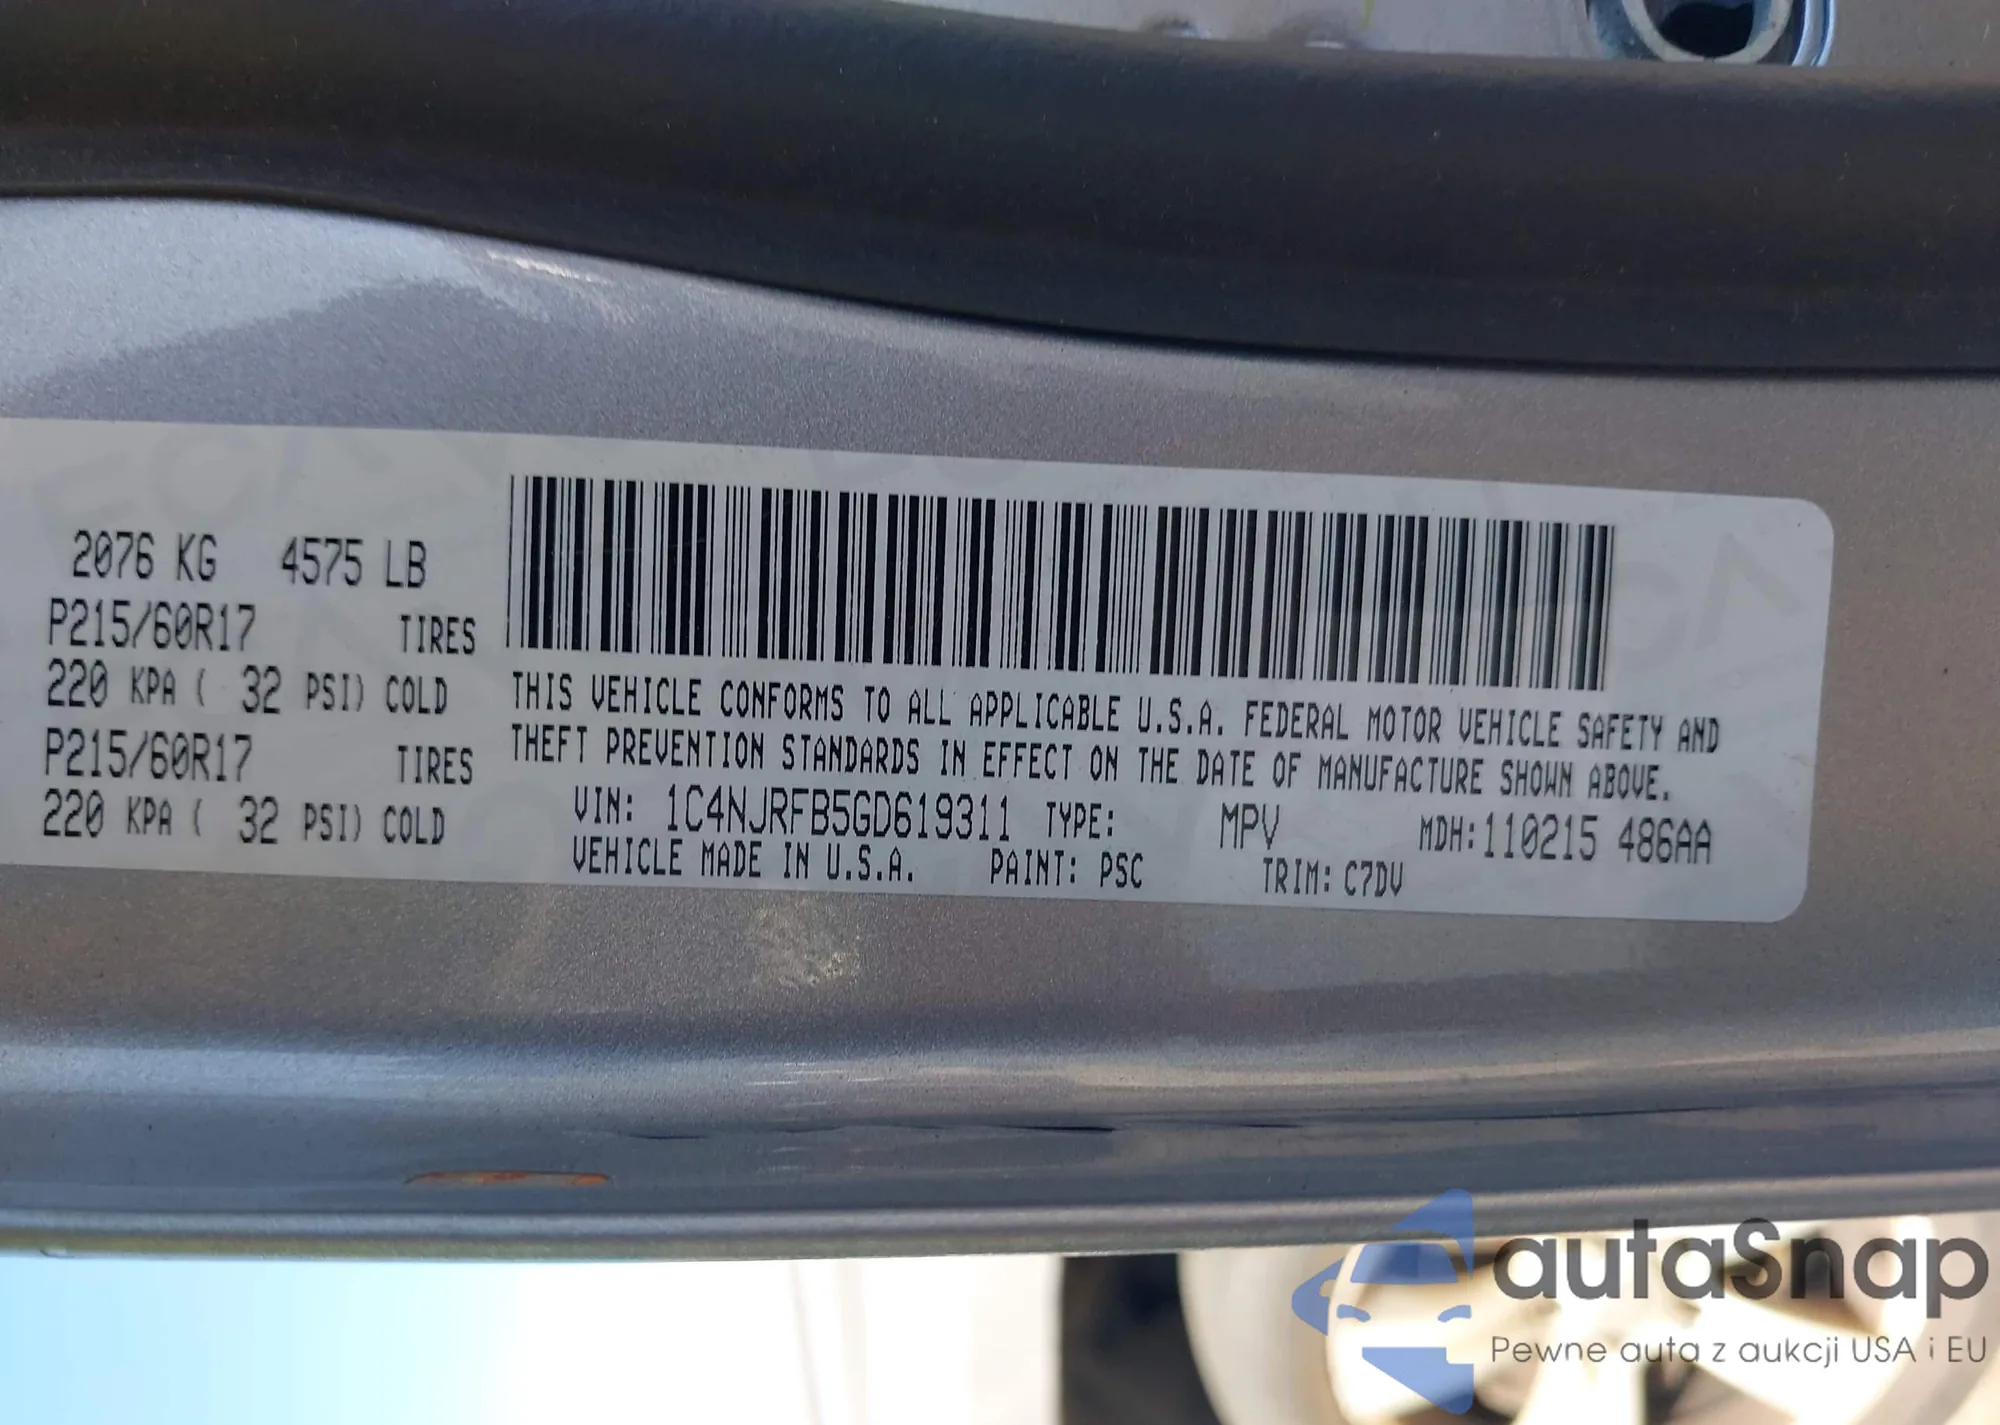 2076 KG 4575 LB
P215/60R17 TIRES
220 KPA ( 32 PSI) COLD
P215/60R17 TIRES
220 KPA ( 32 PSI) COLD
THIS VEHICLE CONFORMS TO ALL APPLICABLE U.S.A. FEDERAL MOTOR VEHICLE SAFETY AND
THEFT PREVENTION STANDARDS IN EFFECT ON THE DATE OF MANUFACTURE SHOWN ABOVE.
VIN: 1C4NJRFB5GD619311 TYPE: MPV MDH:110215 486AA
VEHICLE MADE IN U.S.A. PAINT: PSC TRIM: C7DV
autaSnap
Pewne auta z aukcji USA i EU